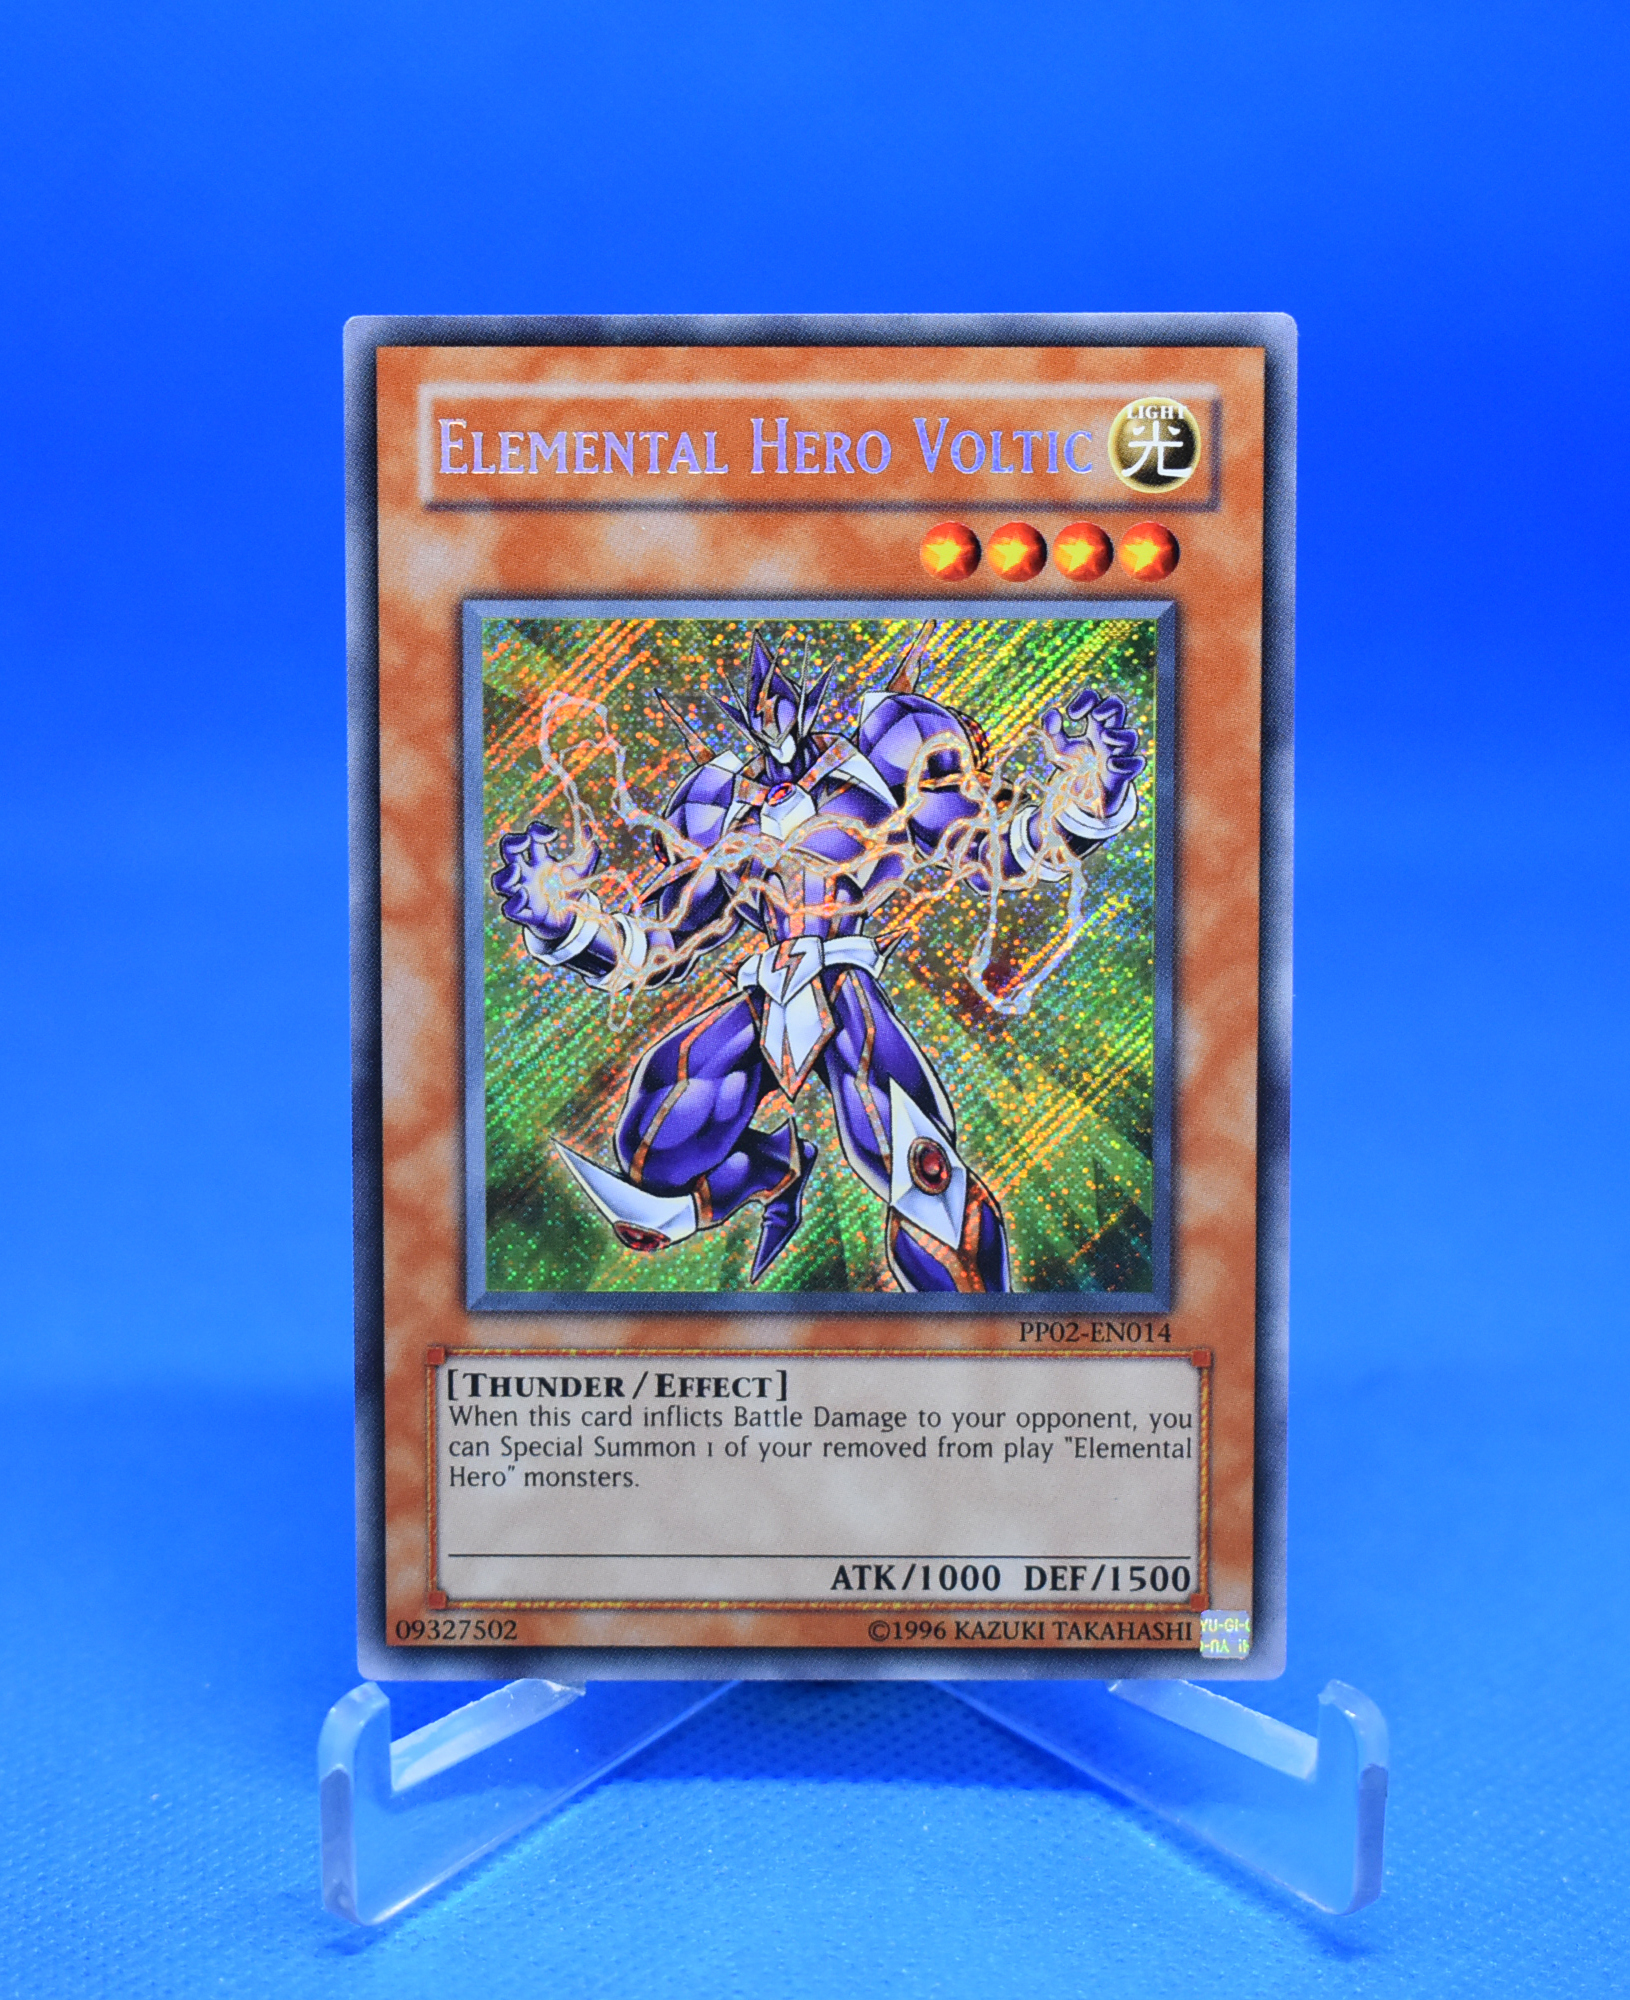 Elemental Hero Voltic
LIGHT
光
PP02-EN014
[Thunder/Effect]
When this card inflicts Battle Damage to your opponent, you
can Special Summon 1 of your removed from play "Elemental
Hero" monsters.
ATK/1000 DEF/1500
09327502
©1996 KAZUKI TAKAHASHI
YU-GI-